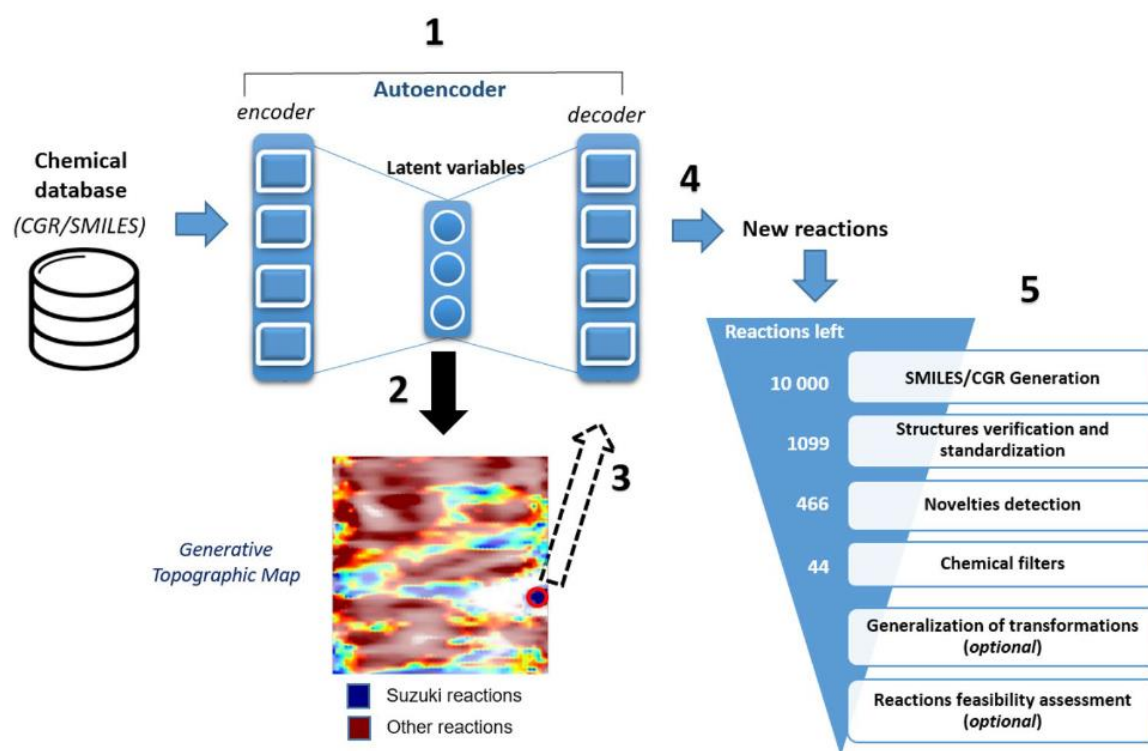 1
Autoencoder
encoder
decoder
Chemical
database
(CGR/SMILES)
Latent variables
4
New reactions
2
3
Generative
Topographic Map
Suzuki reactions
Other reactions
5
Reactions left
10 000
SMILES/CGR Generation
1099
Structures verification and
standardization
466
Novelties detection
44
Chemical filters
Generalization of transformations
(optional)
Reactions feasibility assessment
(optional)